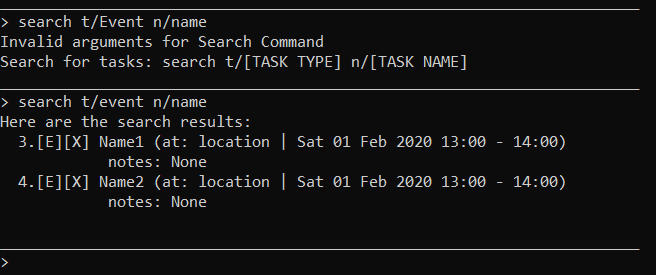 > search t/Event n/name
Invalid arguments for Search Command
Search for tasks: search t/[TASK TYPE] n/[TASK NAME]
> search t/event n/name
Here are the search results:
3.[E][X] Name1 (at: location | Sat 01 Feb 2020 13:00 - 14:00)
notes: None
4.[E][X] Name2 (at: location | Sat 01 Feb 2020 13:00 - 14:00)
notes: None
>